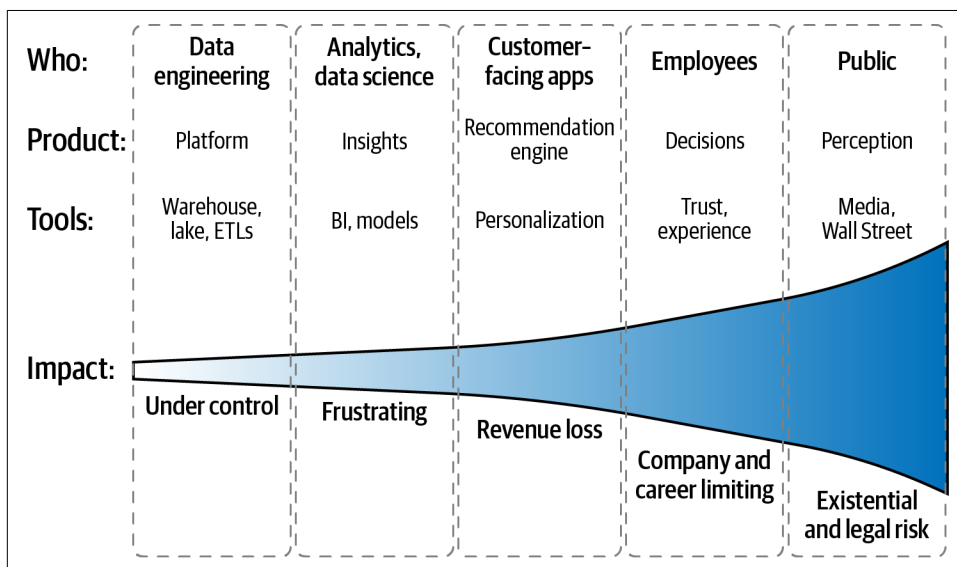 Who:
Data
engineering
Analytics,
data science
Customer-
facing apps
Employees
Public
Product:
Platform
Insights
Recommendation
engine
Decisions
Perception
Tools:
Warehouse,
lake, ETLs
BI, models
Personalization
Trust,
experience
Media,
Wall Street
Impact:
Under control
Frustrating
Revenue loss
Company and
career limiting
Existential
and legal risk